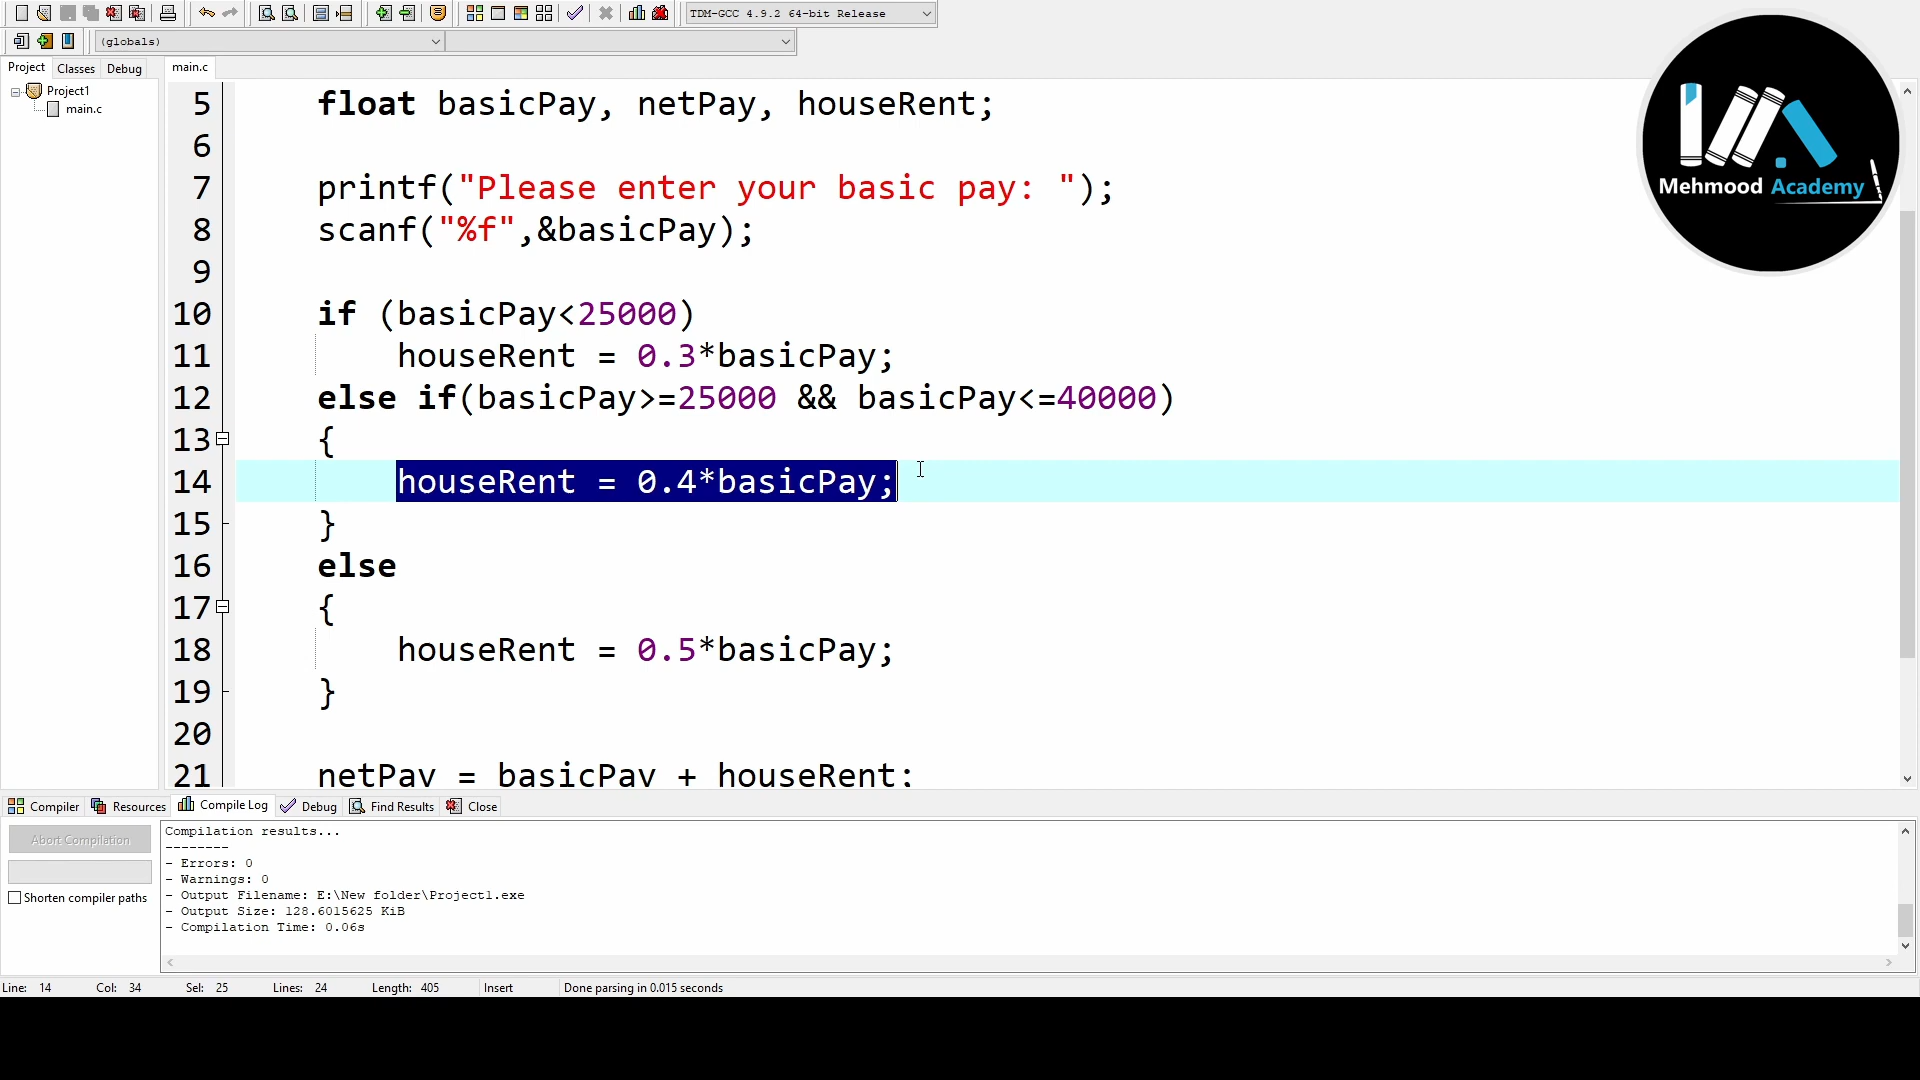 TDM-GCC 4.9.2 64-bit Release
(globals)
Project Classes Debug
main.c
Project1
main.c
Mehmood Academy
5 float basicPay, netPay, houseRent;
6
7 printf("Please enter your basic pay: ");
8 scanf("%f",&basicPay);
9
10 if (basicPay<25000)
11 houseRent = 0.3*basicPay;
12 else if(basicPay>=25000 && basicPay<=40000)
13 {
14 houseRent = 0.4*basicPay;
15 }
16 else
17 {
18 houseRent = 0.5*basicPay;
19 }
20
21 netPay = basicPay + houseRent;
Compiler Resources Compile Log Debug Find Results Close
Abort Compilation
Shorten compiler paths
Compilation results...
--------
- Errors: 0
- Warnings: 0
- Output Filename: E:\New folder\Project1.exe
- Output Size: 128.6015625 KiB
- Compilation Time: 0.06s
Line: 14 Col: 34 Sel: 25 Lines: 24 Length: 405 Insert Done parsing in 0.015 seconds